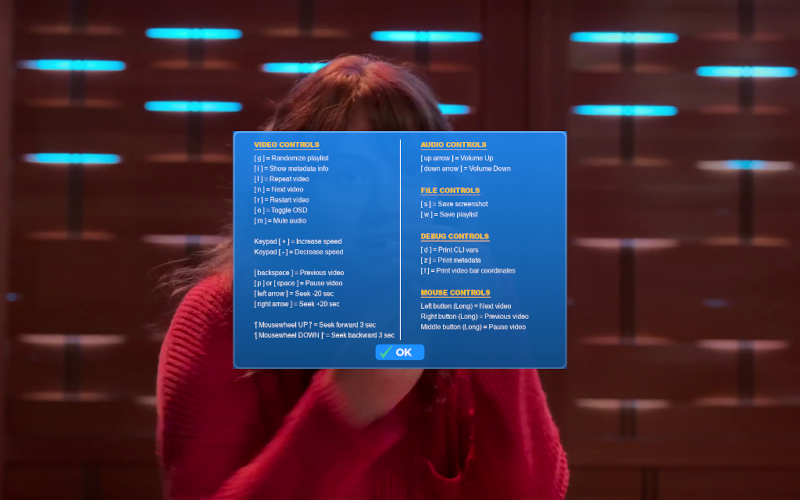 VIDEO CONTROLS
[ g ] = Randomize playlist
[ i ] = Show metadata info
[ l ] = Repeat video
[ n ] = Next video
[ r ] = Restart video
[ o ] = Toggle OSD
[ m ] = Mute audio
Keypad [ + ] = Increase speed
Keypad [ - ] = Decrease speed
[ backspace ] = Previous video
[ p ] or [ space ] = Pause video
[ left arrow ] = Seek -20 sec
[ right arrow ] = Seek +20 sec
'[ Mousewheel UP ]' = Seek forward 3 sec
'[ Mousewheel DOWN ]' = Seek backward 3 sec
AUDIO CONTROLS
[ up arrow ] = Volume Up
[ down arrow ] = Volume Down
FILE CONTROLS
[ s ] = Save screenshot
[ w ] = Save playlist
DEBUG CONTROLS
[ d ] = Print CLI vars
[ z ] = Print metadata
[ t ] = Print video bar coordinates
MOUSE CONTROLS
Left button (Long) = Next video
Right button (Long) = Previous video
Middle button (Long) = Pause video
OK